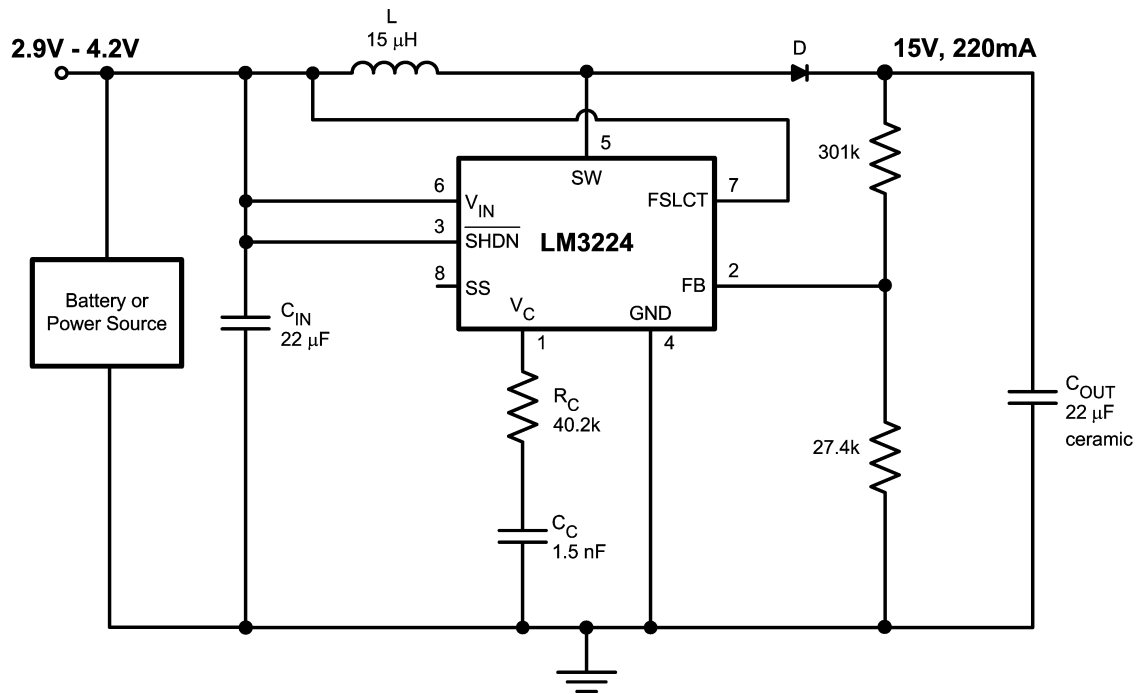 2.9V - 4.2V
L
15 μH
D
15V, 220mA
5
SW
301k
6
V_IN
3
SHDN
8
SS
LM3224
7
FSLCT
2
FB
V_C
GND
1
4
Battery or
Power Source
C_IN
22 μF
R_C
40.2k
27.4k
C_OUT
22 μF
ceramic
C_C
1.5 nF